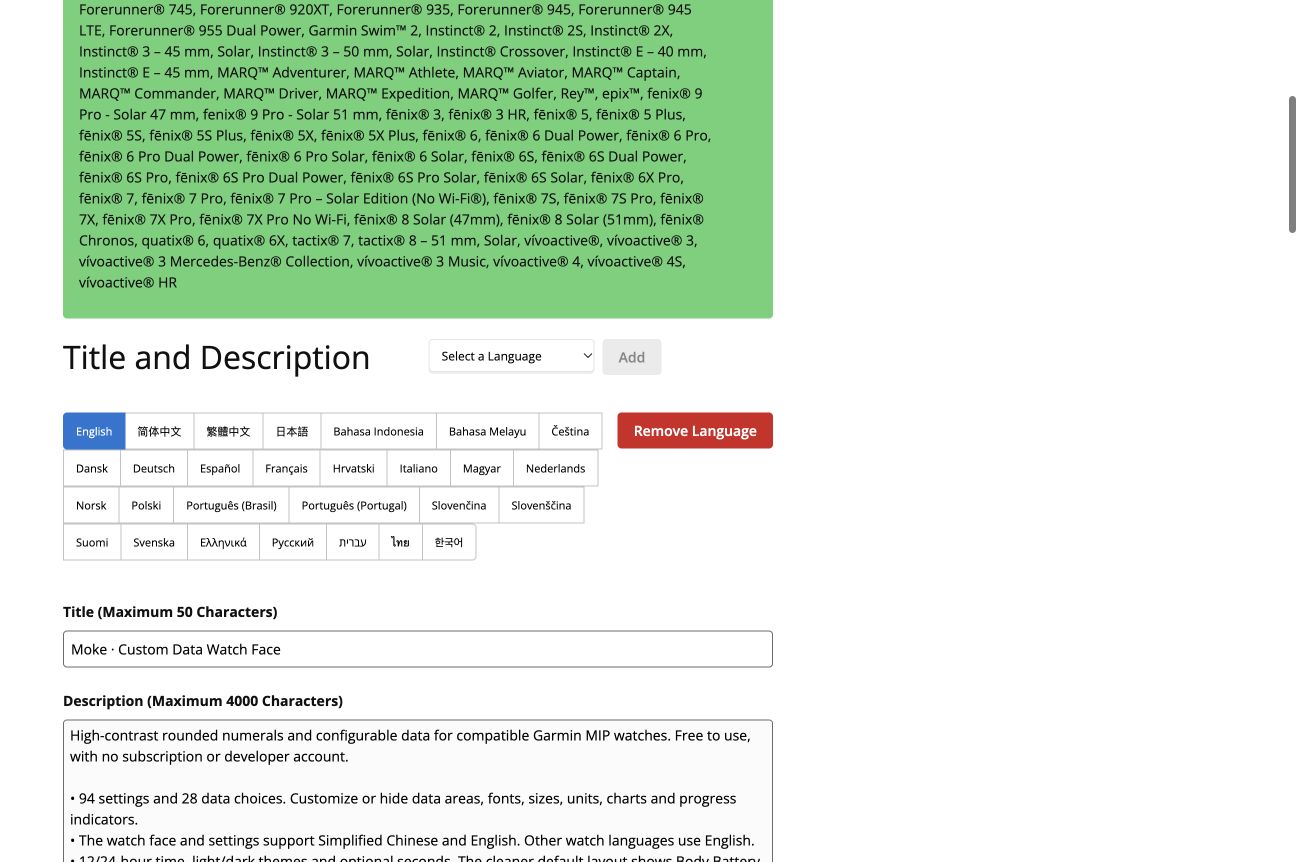 Forerunner® 745, Forerunner® 920XT, Forerunner® 935, Forerunner® 945, Forerunner® 945
LTE, Forerunner® 955 Dual Power, Garmin Swim™ 2, Instinct® 2, Instinct® 2S, Instinct® 2X,
Instinct® 3 – 45 mm, Solar, Instinct® 3 – 50 mm, Solar, Instinct® Crossover, Instinct® E – 40 mm,
Instinct® E – 45 mm, MARQ™ Adventurer, MARQ™ Athlete, MARQ™ Aviator, MARQ™ Captain,
MARQ™ Commander, MARQ™ Driver, MARQ™ Expedition, MARQ™ Golfer, Rey™, epix™, fenix® 9
Pro - Solar 47 mm, fenix® 9 Pro - Solar 51 mm, fēnix® 3, fēnix® 3 HR, fēnix® 5, fēnix® 5 Plus,
fēnix® 5S, fēnix® 5S Plus, fēnix® 5X, fēnix® 5X Plus, fēnix® 6, fēnix® 6 Dual Power, fēnix® 6 Pro,
fēnix® 6 Pro Dual Power, fēnix® 6 Pro Solar, fēnix® 6 Solar, fēnix® 6S, fēnix® 6S Dual Power,
fēnix® 6S Pro, fēnix® 6S Pro Dual Power, fēnix® 6S Pro Solar, fēnix® 6S Solar, fēnix® 6X Pro,
fēnix® 7, fēnix® 7 Pro, fēnix® 7 Pro – Solar Edition (No Wi-Fi®), fēnix® 7S, fēnix® 7S Pro, fēnix®
7X, fēnix® 7X Pro, fēnix® 7X Pro No Wi-Fi, fēnix® 8 Solar (47mm), fēnix® 8 Solar (51mm), fēnix®
Chronos, quatix® 6, quatix® 6X, tactix® 7, tactix® 8 – 51 mm, Solar, vívoactive®, vívoactive® 3,
vívoactive® 3 Mercedes-Benz® Collection, vívoactive® 3 Music, vívoactive® 4, vívoactive® 4S,
vívoactive® HR
Title and Description
Select a Language
Add
English 简体中文 繁體中文 日本語 Bahasa Indonesia Bahasa Melayu Čeština
Remove Language
Dansk Deutsch Español Français Hrvatski Italiano Magyar Nederlands
Norsk Polski Português (Brasil) Português (Portugal) Slovenčina Slovenščina
Suomi Svenska Ελληνικά Русский עברית ไทย 한국어
Title (Maximum 50 Characters)
Moke · Custom Data Watch Face
Description (Maximum 4000 Characters)
High-contrast rounded numerals and configurable data for compatible Garmin MIP watches. Free to use,
with no subscription or developer account.
• 94 settings and 28 data choices. Customize or hide data areas, fonts, sizes, units, charts and progress
indicators.
• The watch face and settings support Simplified Chinese and English. Other watch languages use English.
• 12/24-hour time, light/dark themes and optional seconds. The cleaner default layout shows Body Battery,